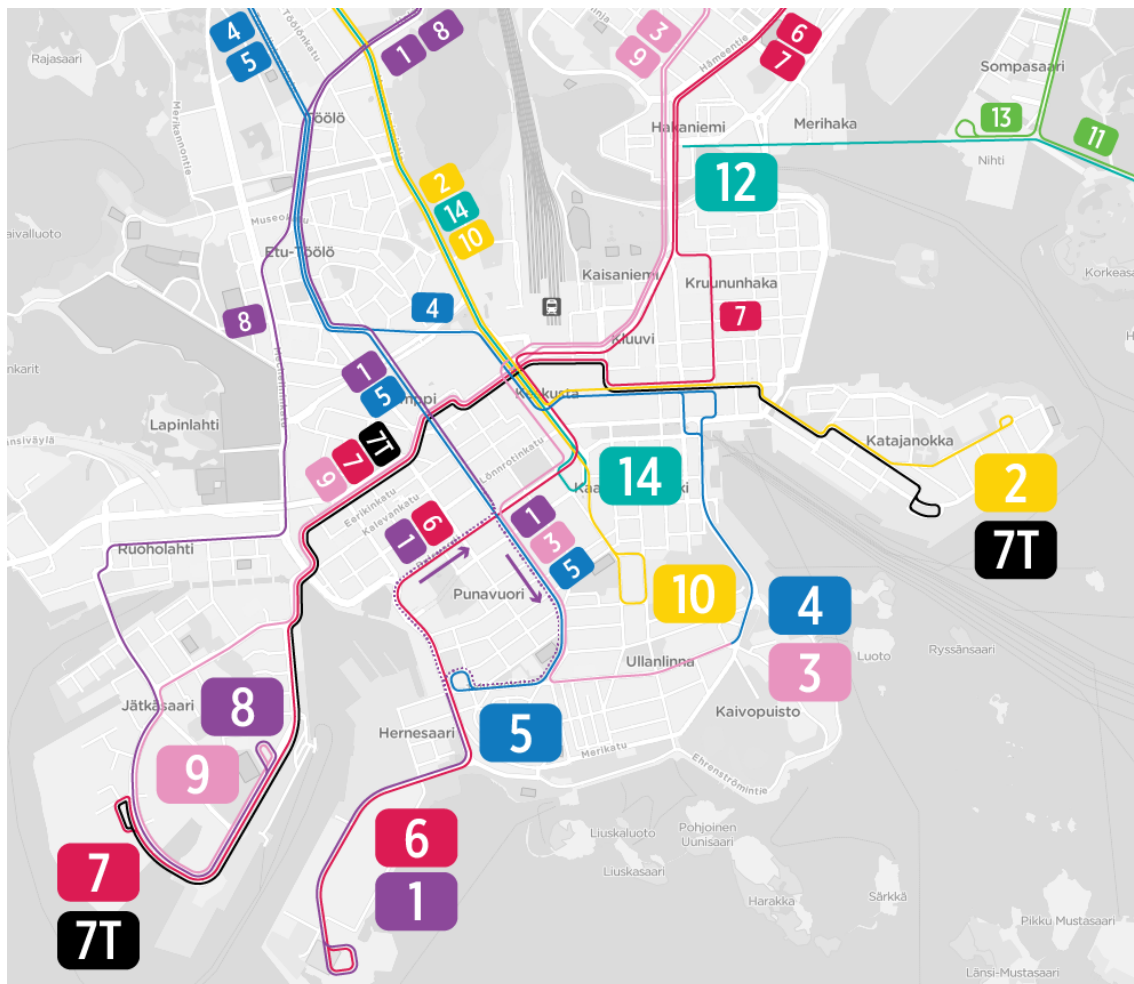 4
5
Töölönkatu
1
8
3
9
6
7
Hämeentie
Rajasaari
Merikannontie
Töölö
Hakaniemi
Merihaka
Sompasaari
13
11
Nihti
12
2
14
10
Museokatu
Etu-Töölö
Kaisaniemi
Kruununhaka
4
8
7
Kluuvi
1
5
Lapinlahti
Lönnrotinkatu
Katajanokka
9
7
7T
Eerikinkatu
Kalevankatu
14
2
7T
1
6
1
3
5
Ruoholahti
Punavuori
10
4
3
Ullanlinna
Luoto
Ryssänsaari
Jätkäsaari
8
9
Hernesaari
5
Kaivopuisto
Merikatu
Ehrenströmintie
6
1
7
7T
Liuskaluoto
Liuskasaari
Pohjoinen
Uunisaari
Harakka
Särkkä
Pikku Mustasaari
Länsi-Mustasaari